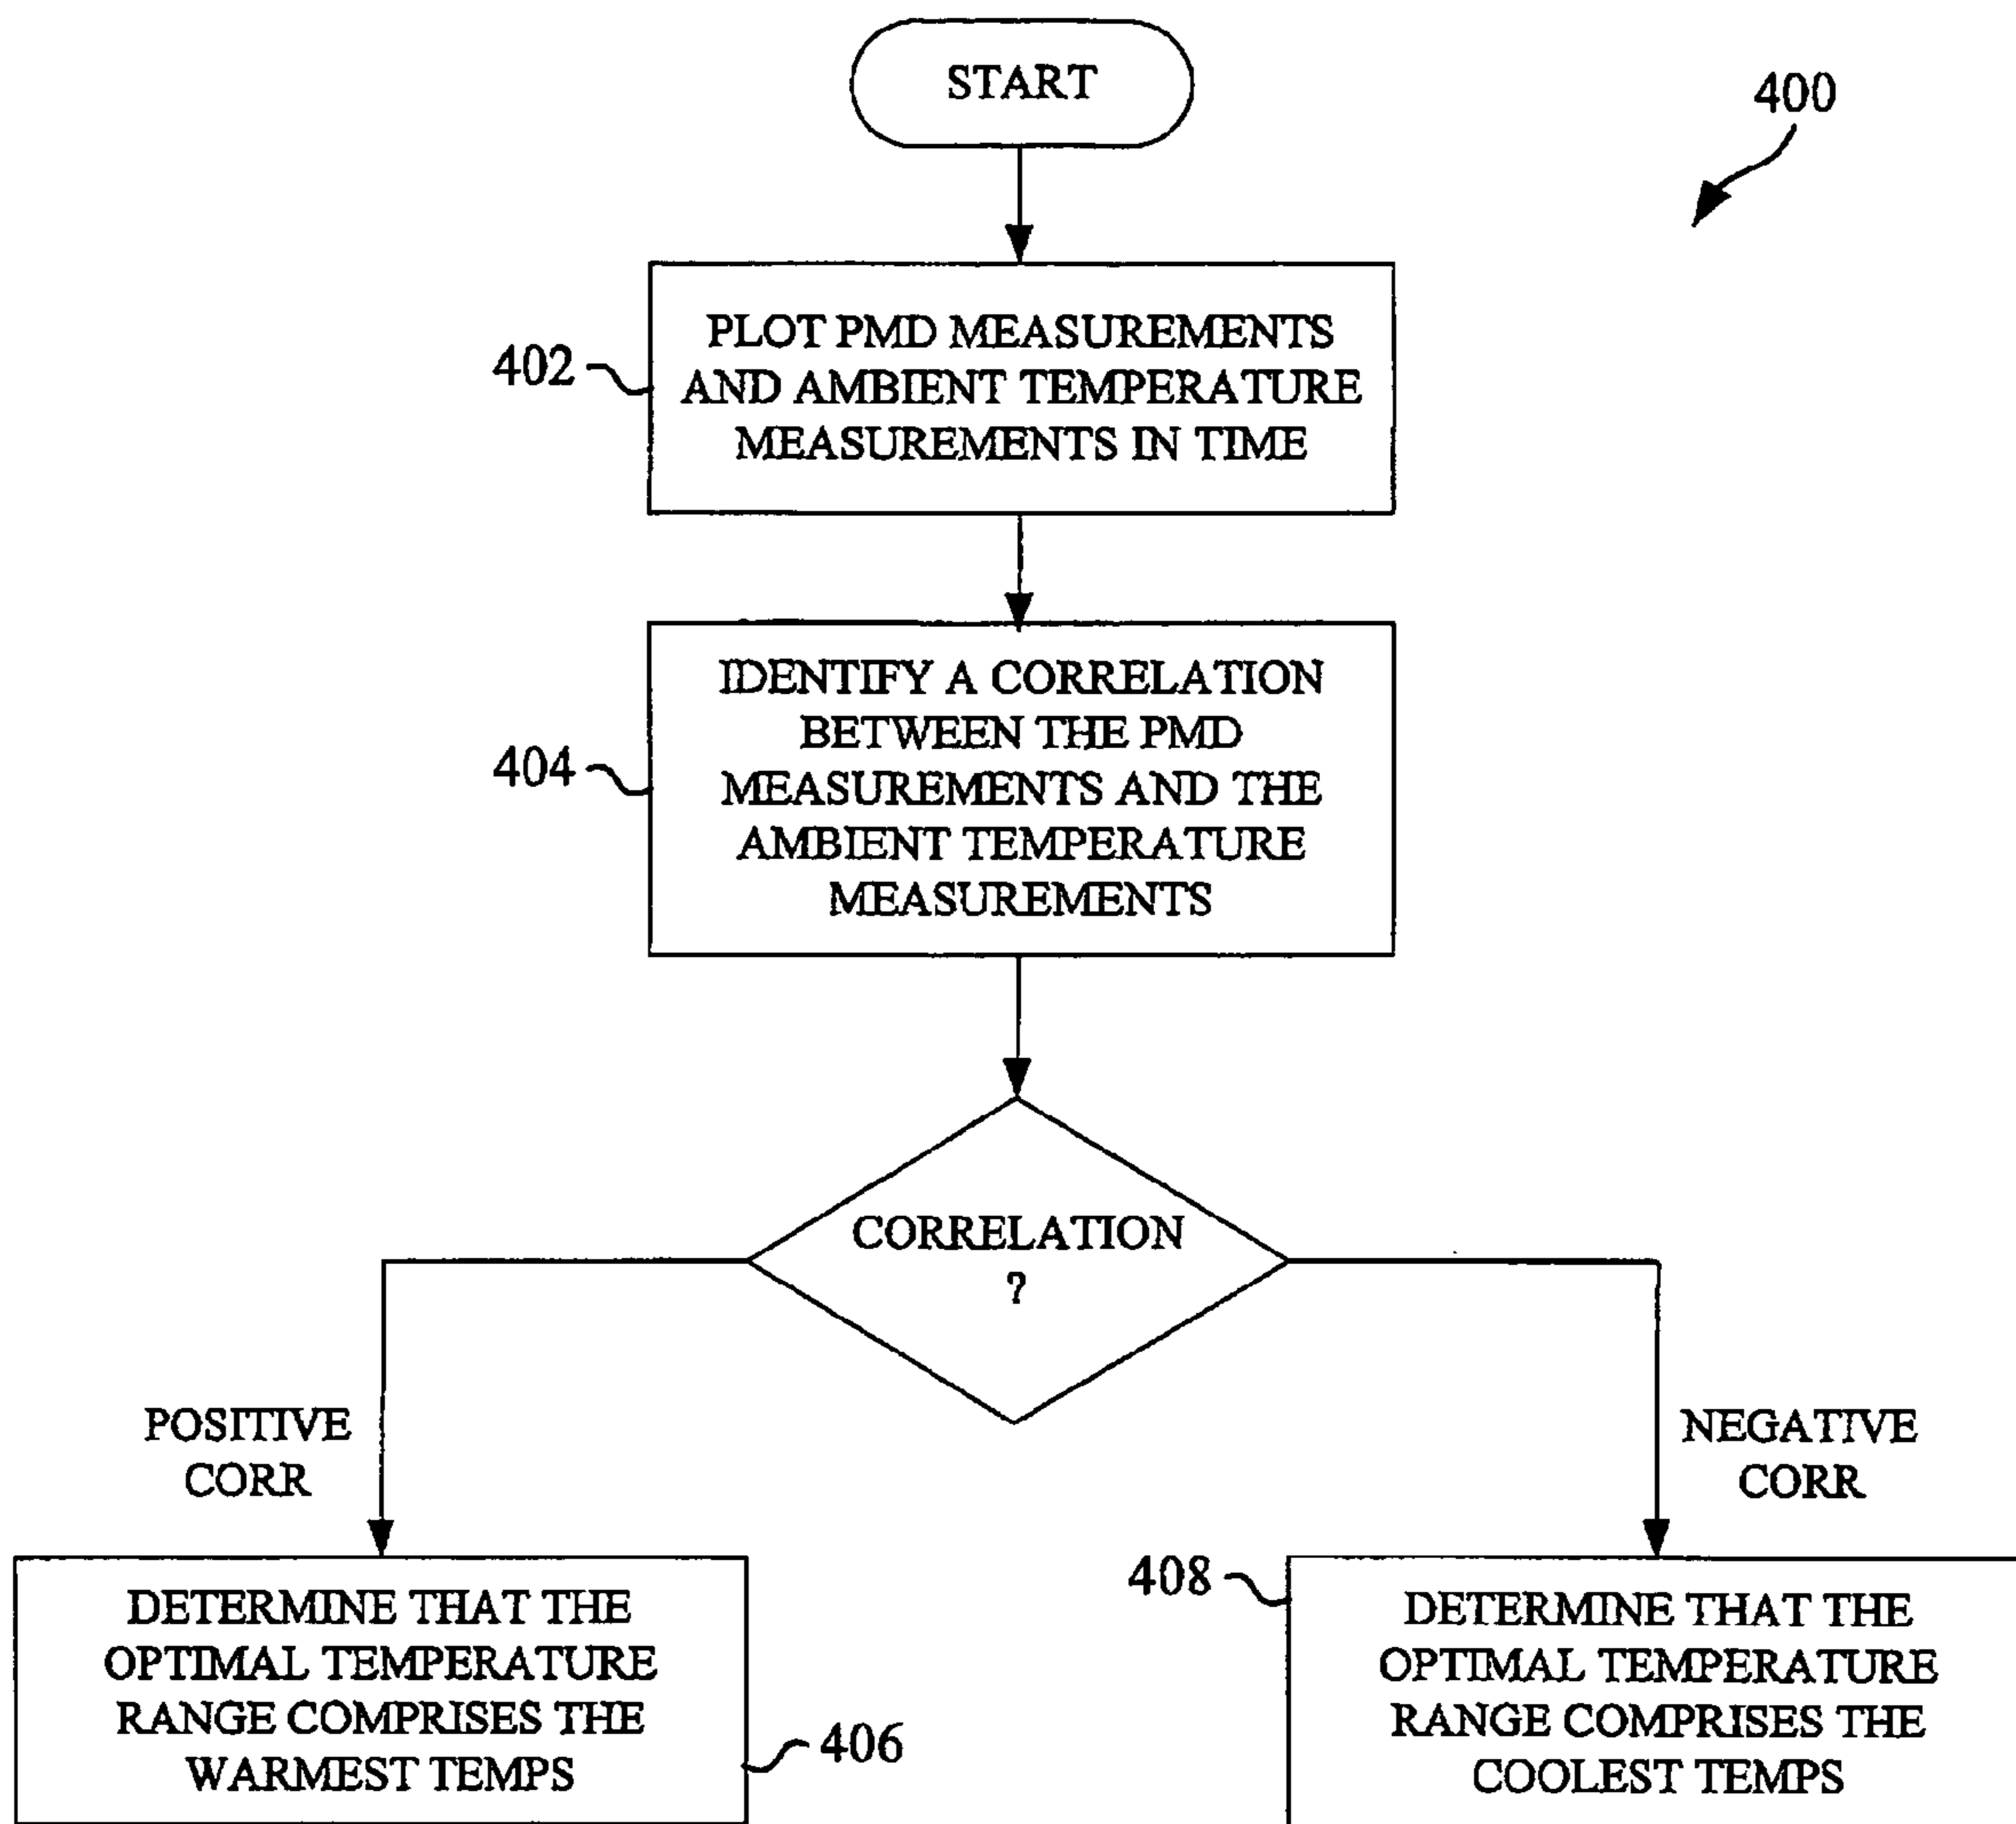 START
400
402
PLOT PMD MEASUREMENTS
AND AMBIENT TEMPERATURE
MEASUREMENTS IN TIME
404
IDENTIFY A CORRELATION
BETWEEN THE PMD
MEASUREMENTS AND THE
AMBIENT TEMPERATURE
MEASUREMENTS
CORRELATION
?
POSITIVE
CORR
NEGATIVE
CORR
DETERMINE THAT THE
OPTIMAL TEMPERATURE
RANGE COMPRISES THE
WARMEST TEMPS
406
408
DETERMINE THAT THE
OPTIMAL TEMPERATURE
RANGE COMPRISES THE
COOLEST TEMPS